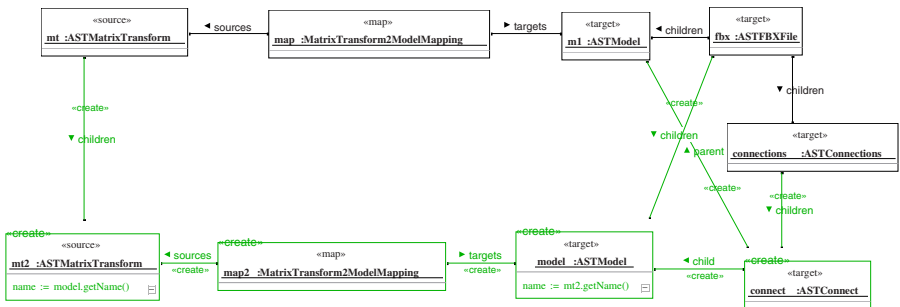 «source»
mt :ASTMatrixTransform
◄ sources
«map»
map :MatrixTransform2ModelMapping
► targets
«target»
m1 :ASTModel
◄ children
«target»
fbx :ASTFBXFile
«create»
▼ children
«create»
▼ children
▲ parent
«create»
▼ children
«target»
connections :ASTConnections
«create»
▼ children
«create»
«source»
mt2 :ASTMatrixTransform
name := model.getName()
◄ sources
«create»
«create»
«map»
map2 :MatrixTransform2ModelMapping
► targets
«create»
«create»
«target»
model :ASTModel
name := mt2.getName()
◄ child
«create»
«create»
«target»
connect :ASTConnect